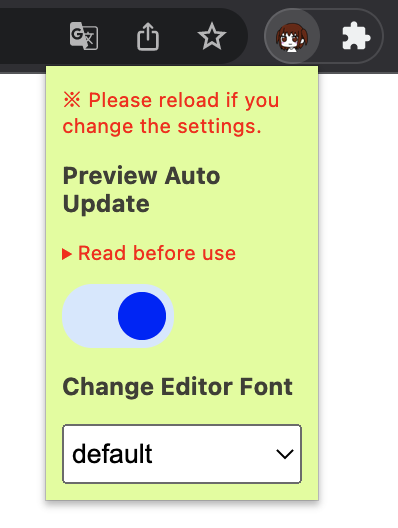 ※ Please reload if you
change the settings.
Preview Auto
Update
▶ Read before use
Change Editor Font
default